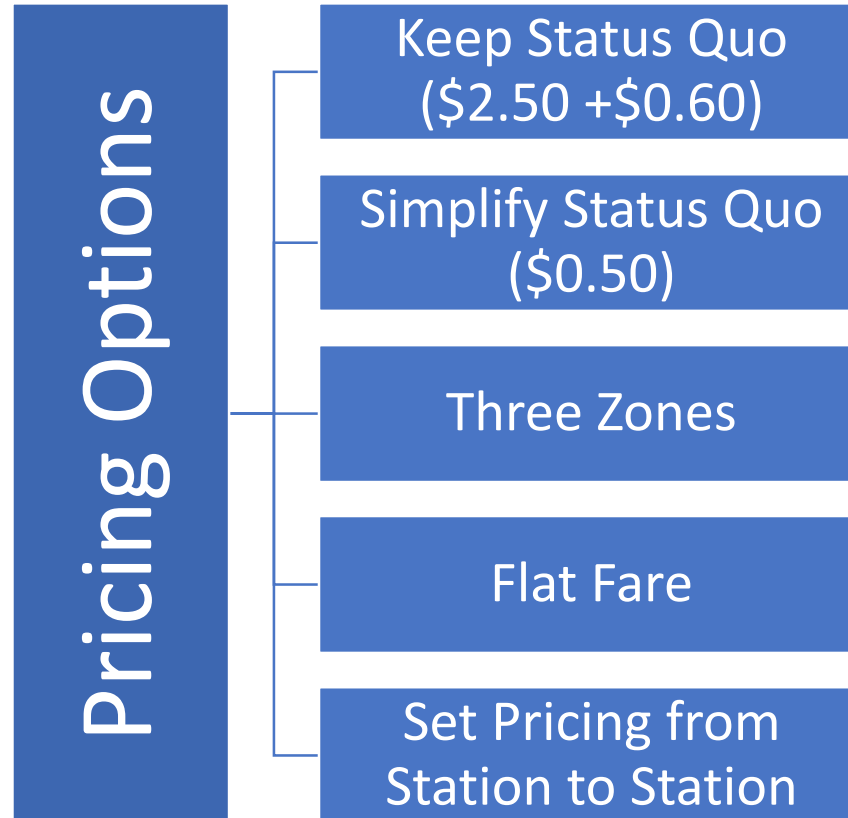 Pricing Options
Keep Status Quo
($2.50 +$0.60)
Simplify Status Quo
($0.50)
Three Zones
Flat Fare
Set Pricing from
Station to Station